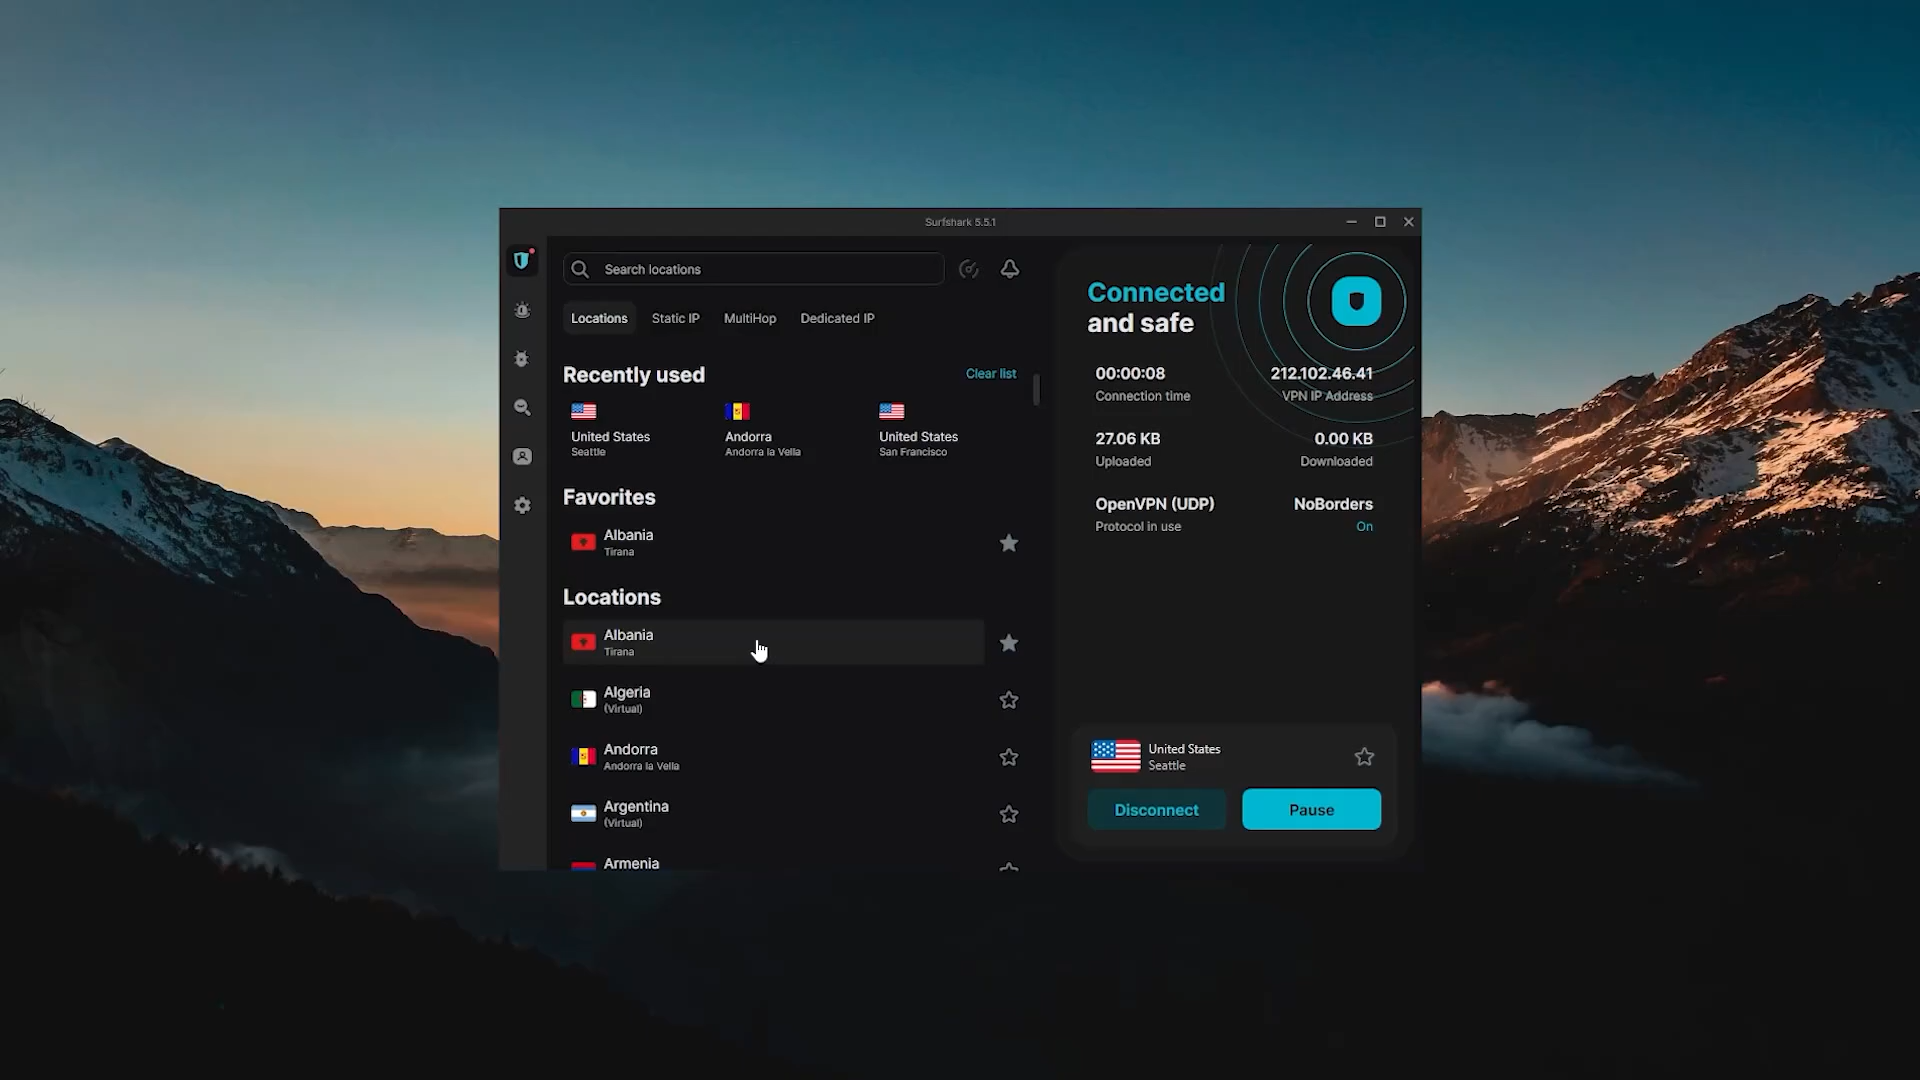 Surfshark 5.5.1
Search locations
Locations
Static IP
MultiHop
Dedicated IP
Recently used
Clear list
United States
Seattle
Andorra
Andorra la Vella
United States
San Francisco
Favorites
Albania
Tirana
Locations
Albania
Tirana
Algeria
(Virtual)
Andorra
Andorra la Vella
Argentina
(Virtual)
Armenia
Connected
and safe
00:00:08
Connection time
212.102.46.41
VPN IP Address
27.06 KB
Uploaded
0.00 KB
Downloaded
OpenVPN (UDP)
Protocol in use
NoBorders
On
United States
Seattle
Disconnect
Pause